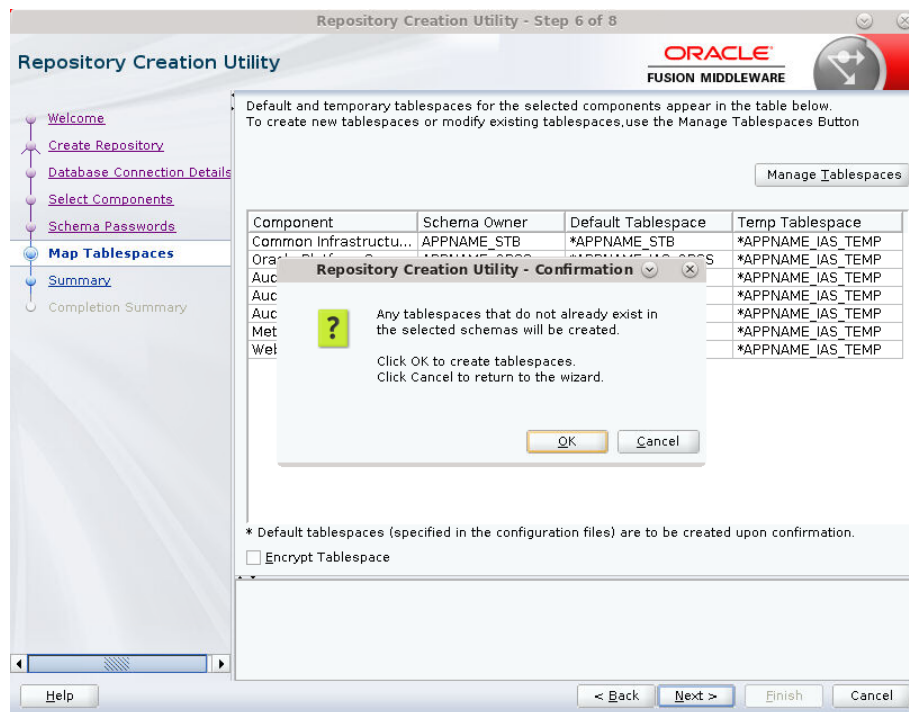 Repository Creation Utility - Step 6 of 8
Repository Creation Utility
ORACLE
FUSION MIDDLEWARE
Welcome
Create Repository
Database Connection Details
Select Components
Schema Passwords
Map Tablespaces
Summary
Completion Summary
Default and temporary tablespaces for the selected components appear in the table below.
To create new tablespaces or modify existing tablespaces,use the Manage Tablespaces Button
Manage Tablespaces
Component Schema Owner Default Tablespace Temp Tablespace
Common Infrastructu... APPNAME_STB *APPNAME_STB *APPNAME_IAS_TEMP
*APPNAME_IAS_TEMP
Auc *APPNAME_IAS_TEMP
Auc *APPNAME_IAS_TEMP
Auc *APPNAME_IAS_TEMP
Met *APPNAME_IAS_TEMP
Web *APPNAME_IAS_TEMP
Repository Creation Utility - Confirmation
?
Any tablespaces that do not already exist in
the selected schemas will be created.
Click OK to create tablespaces.
Click Cancel to return to the wizard.
OK Cancel
* Default tablespaces (specified in the configuration files) are to be created upon confirmation.
Encrypt Tablespace
Help < Back Next > Finish Cancel